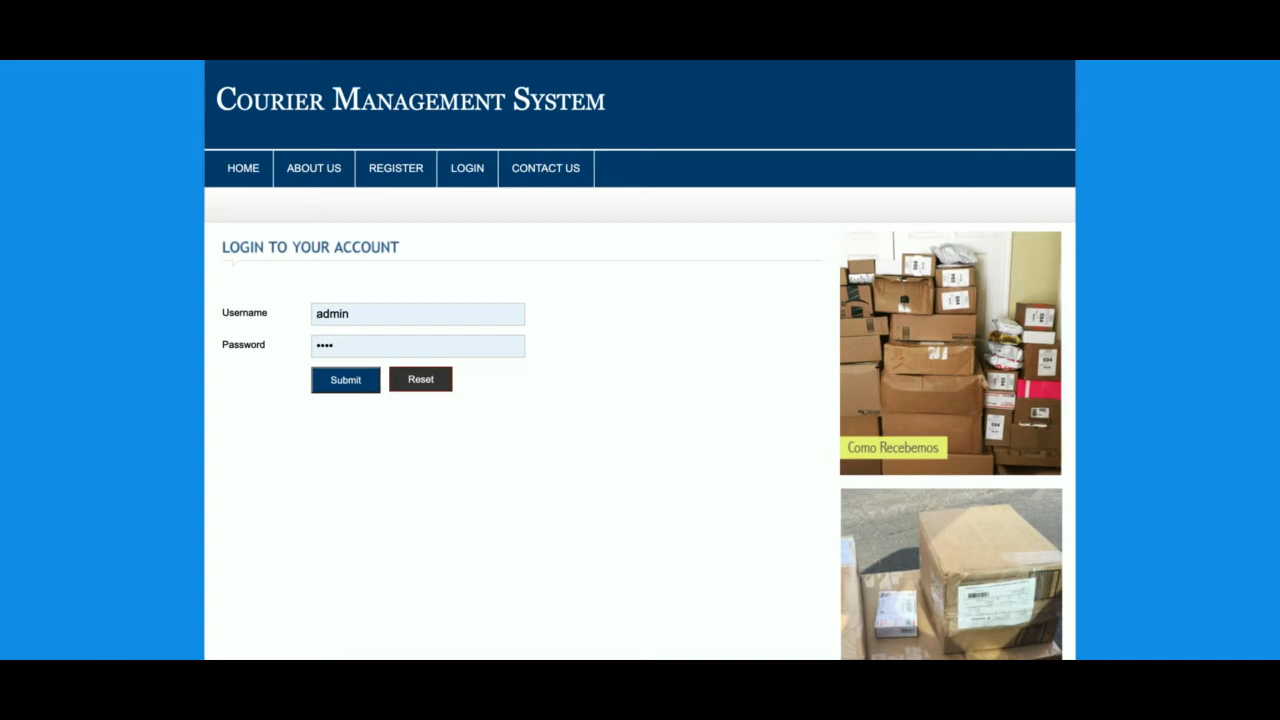 Courier Management System
HOME
ABOUT US
REGISTER
LOGIN
CONTACT US
LOGIN TO YOUR ACCOUNT
Username
admin
Password
••••
Submit
Reset
Como Recebemos